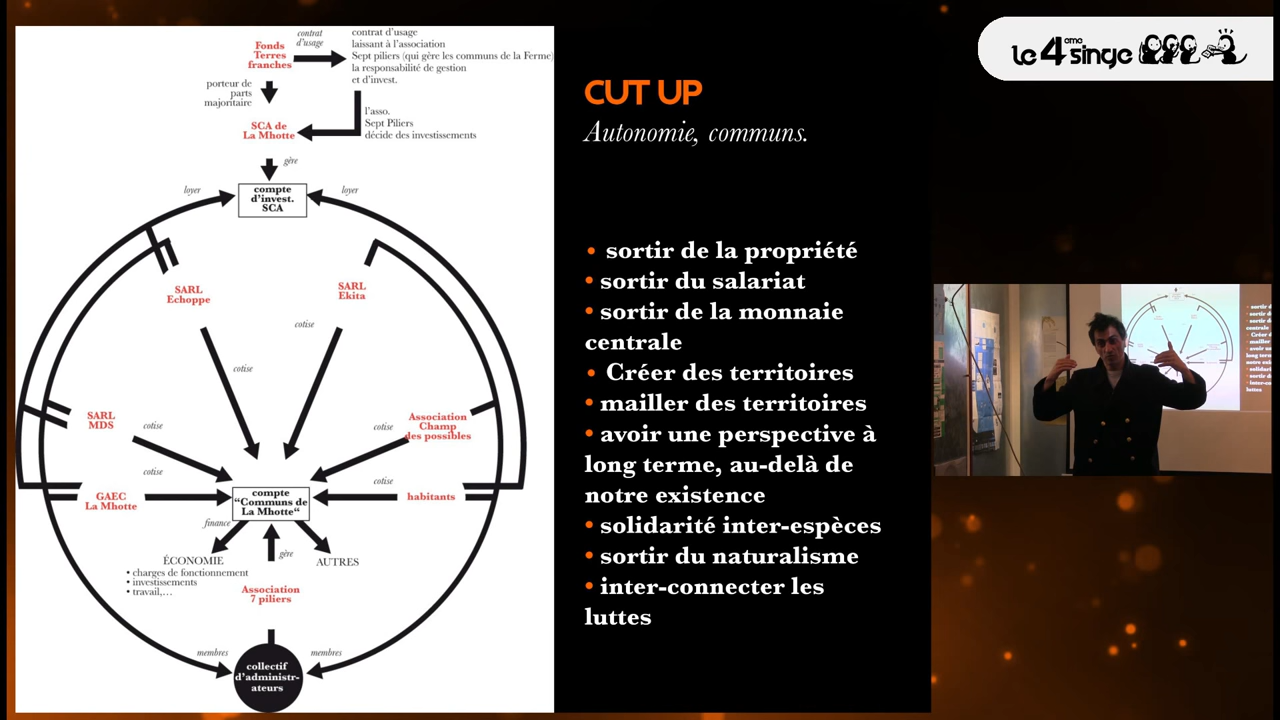 contrat
d'usage
Fonds
Terres
franches
contrat d'usage
laissant à l'association
Sept piliers (qui gère les communs de la Ferme)
la responsabilité de gestion
et d'invest.
porteur de
parts
majoritaire
l'asso.
Sept Piliers
décide des investissements
SCA de
La Mhotte
gère
loyer
compte
d'invest.
SCA
loyer
SARL
Echoppe
SARL
Ekita
cotise
cotise
SARL
MDS
cotise
cotise
Association
Champ
des possibles
cotise
cotise
GAEC
La Mhotte
compte
“Communs de
La Mhotte“
habitants
finance
gère
ÉCONOMIE
• charges de fonctionnement
• investissements
• travail,...
AUTRES
Association
7 piliers
membres
membres
collectif
d'administr-
ateurs
CUT UP
Autonomie, communs.
• sortir de la propriété
• sortir du salariat
• sortir de la monnaie
centrale
• Créer des territoires
• mailler des territoires
• avoir une perspective à
long terme, au-delà de
notre existence
• solidarité inter-espèces
• sortir du naturalisme
• inter-connecter les
luttes
le 4eme singe